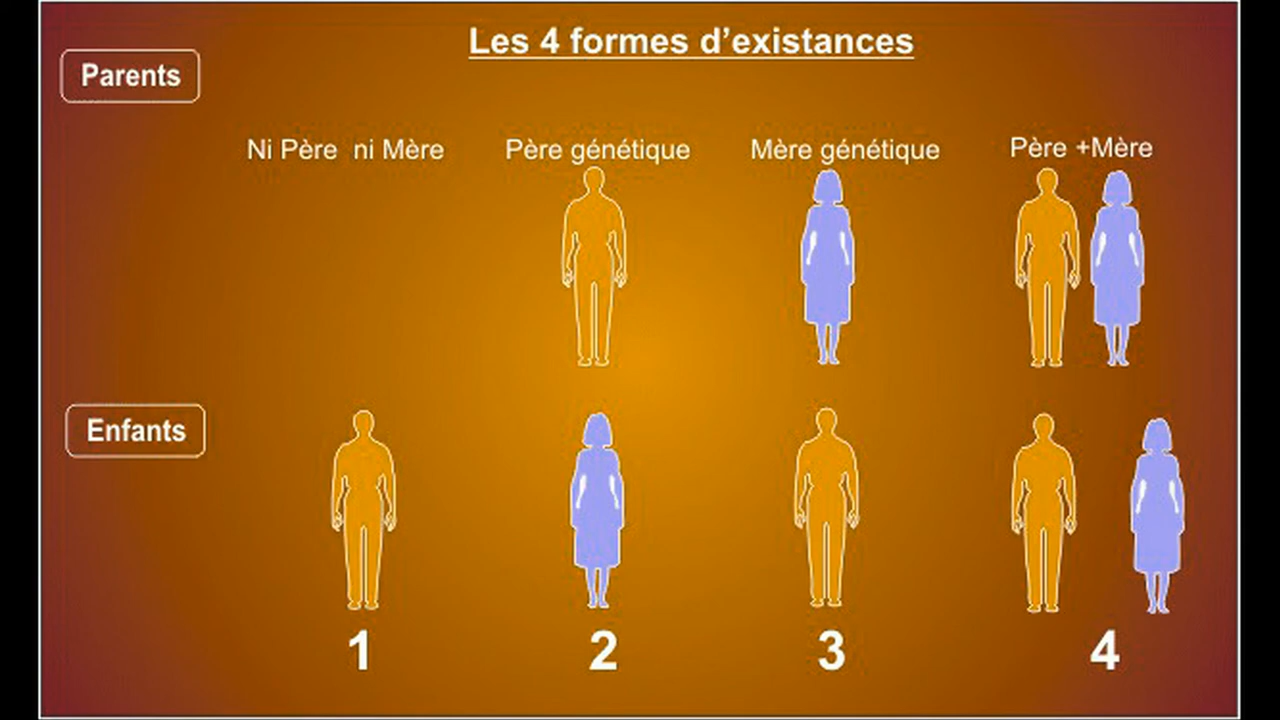 Les 4 formes d’existances
Parents
Ni Père ni Mère
Père génétique
Mère génétique
Père +Mère
Enfants
1
2
3
4